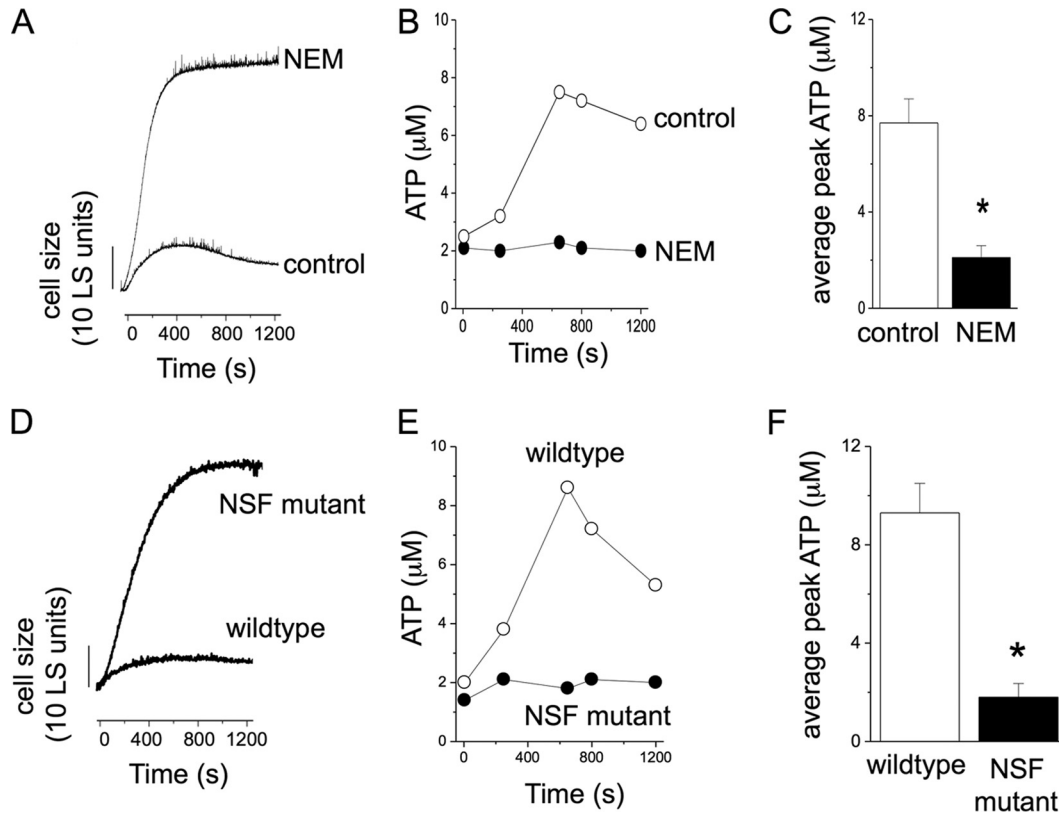 A
NEM
control
cell size
(10 LS units)
0 400 800 1200
Time (s)
B
10
8
6
4
2
0
ATP (μM)
control
NEM
0 400 800 1200
Time (s)
C
12
8
4
0
average peak ATP (μM)
*
control NEM
D
NSF mutant
wildtype
cell size
(10 LS units)
0 400 800 1200
Time (s)
E
10
8
6
4
2
0
ATP (μM)
wildtype
NSF mutant
0 400 800 1200
Time (s)
F
12
8
4
0
average peak ATP (μM)
*
wildtype NSF
mutant